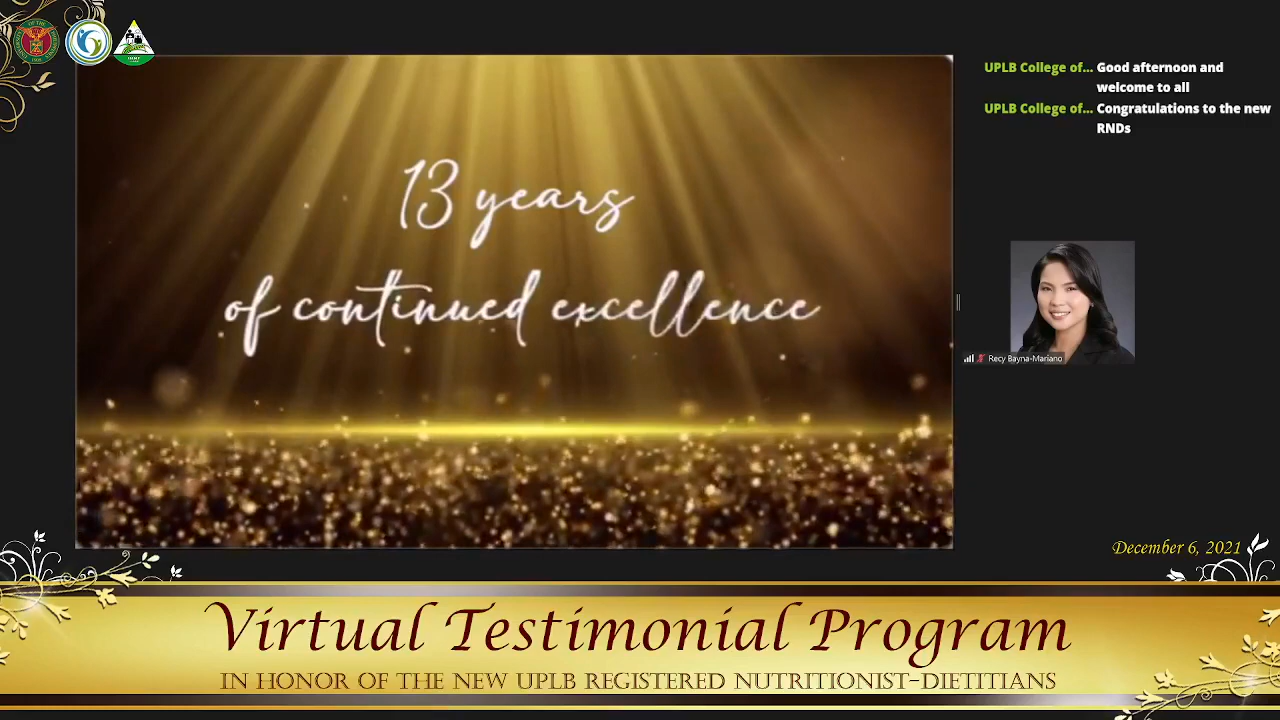 UPLB College of... Good afternoon and
welcome to all
UPLB College of... Congratulations to the new
RNDs
13 years
of continued excellence
Recy Bayna-Mariano
December 6, 2021
Virtual Testimonial Program
IN HONOR OF THE NEW UPLB REGISTERED NUTRITIONIST-DIETITIANS